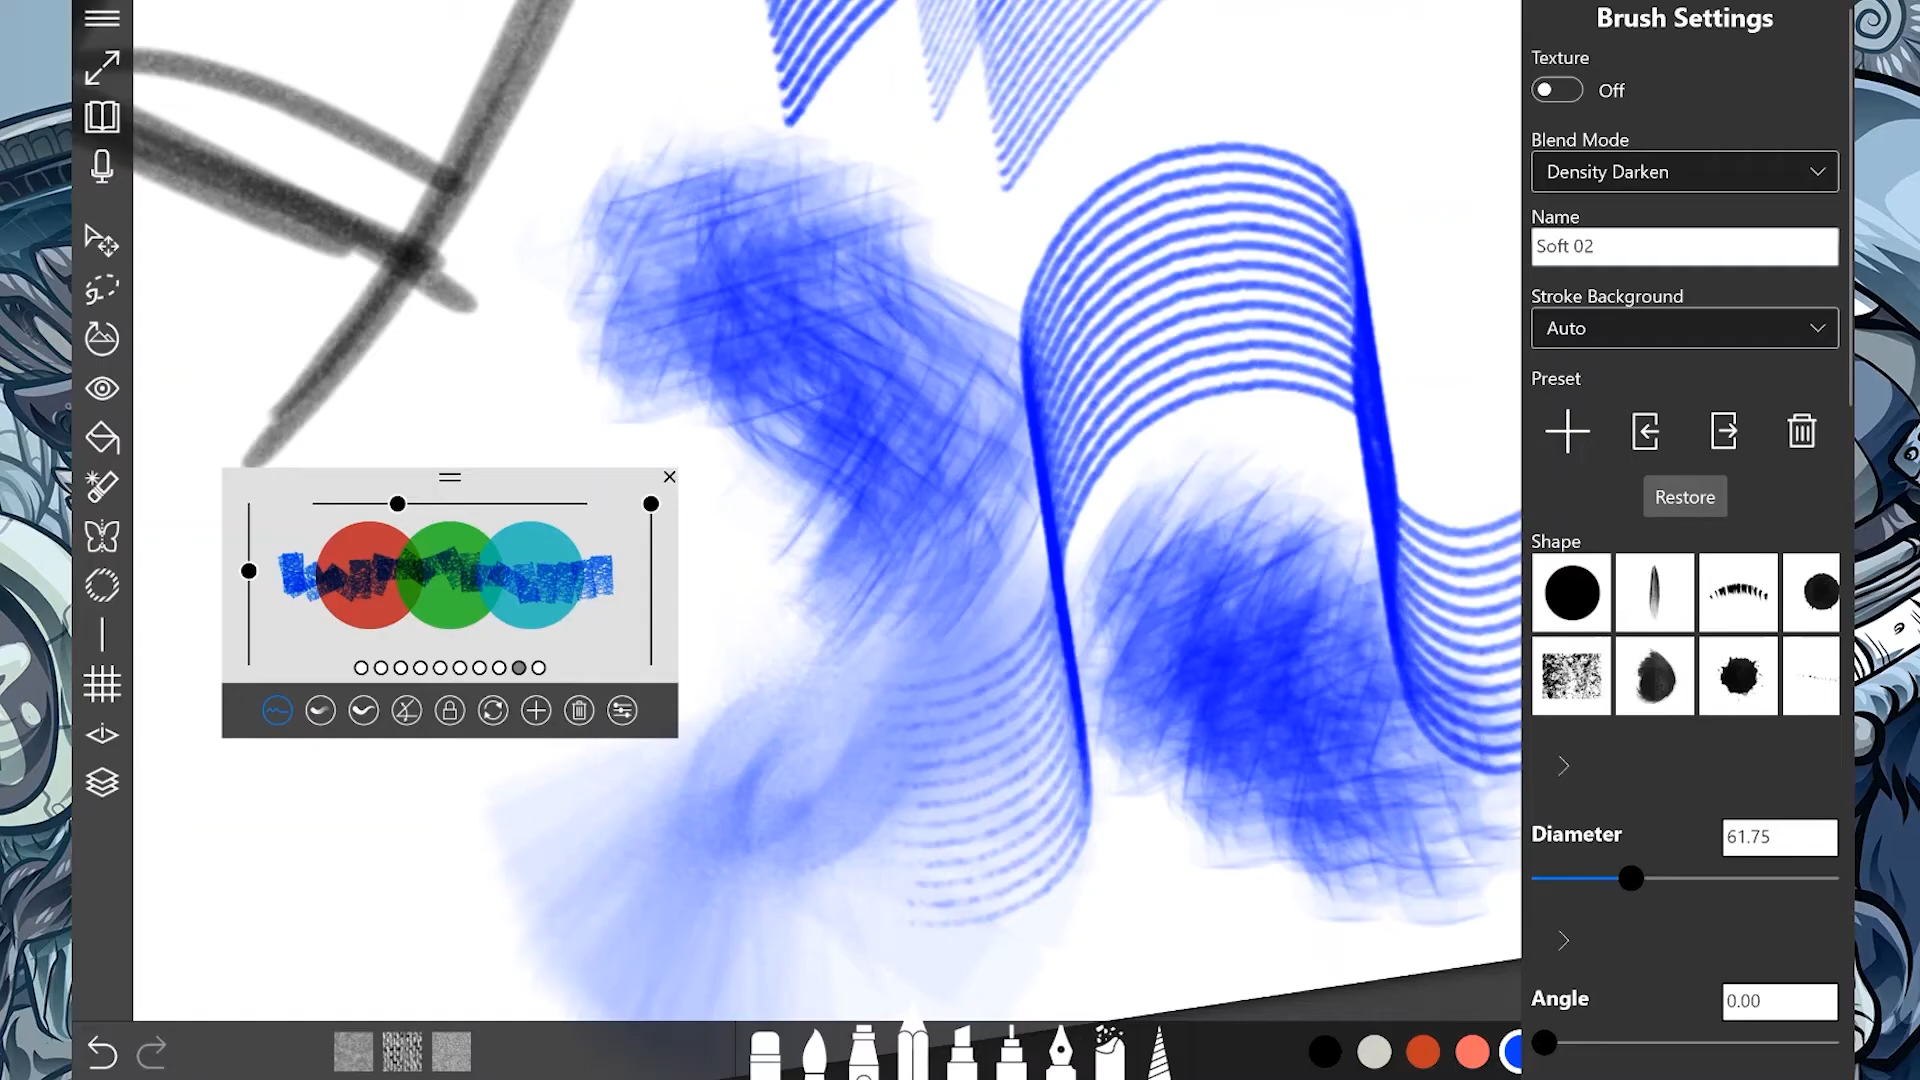 Brush Settings
Texture
Off
Blend Mode
Density Darken
Name
Soft 02
Stroke Background
Auto
Preset
Restore
Shape
Diameter
61.75
Angle
0.00